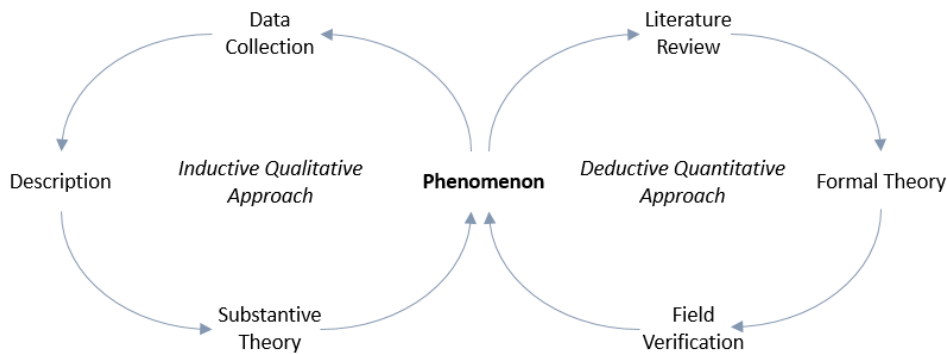 Data
Collection
Literature
Review
Description
Inductive Qualitative
Approach
Phenomenon
Deductive Quantitative
Approach
Formal Theory
Substantive
Theory
Field
Verification